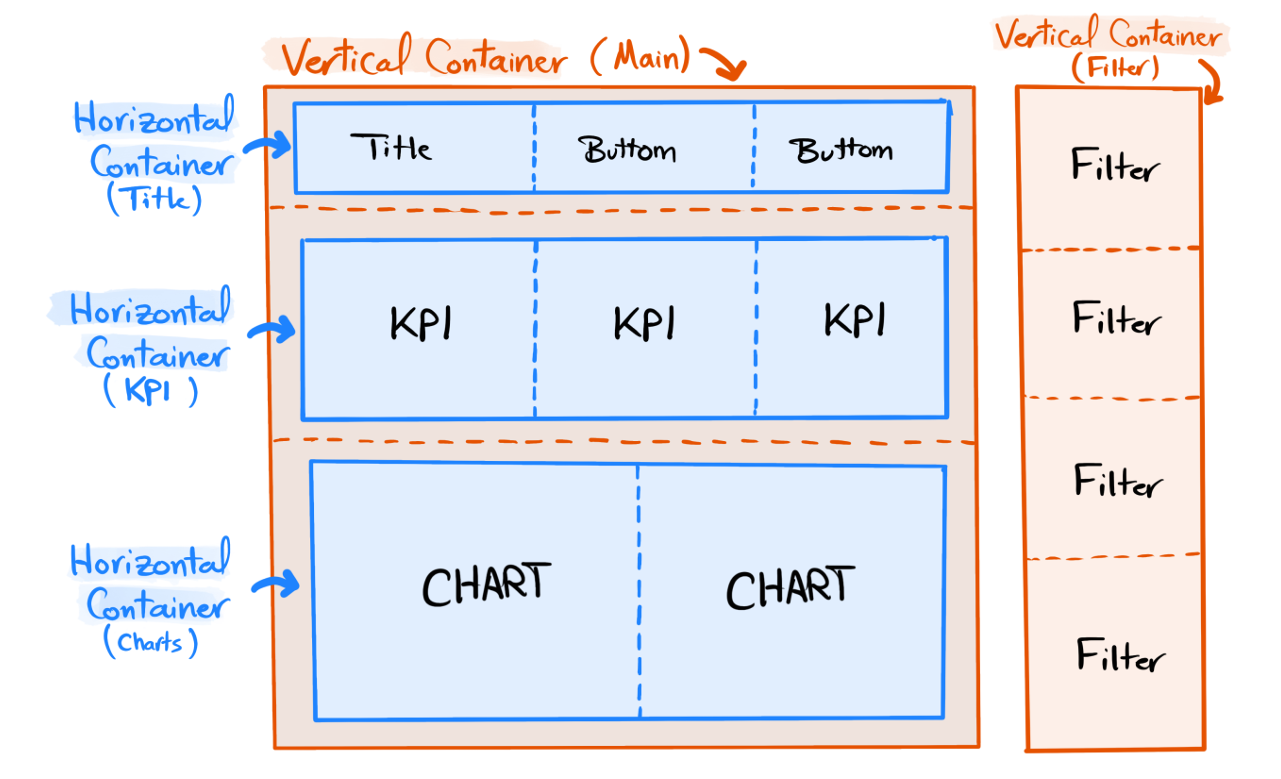 Vertical Container (Main)
Vertical Container
(Filter)
Horizontal
Container
(Title)
Title
Buttom
Buttom
Horizontal
Container
(KPI)
KPI
KPI
KPI
Horizontal
Container
(Charts)
CHART
CHART
Filter
Filter
Filter
Filter